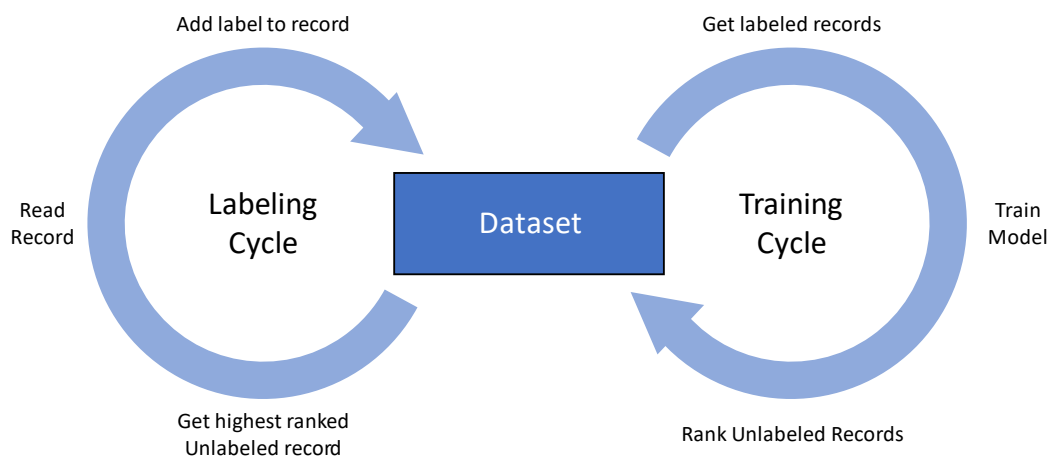 Add label to record
Get labeled records
Read
Record
Labeling
Cycle
Dataset
Training
Cycle
Train
Model
Get highest ranked
Unlabeled record
Rank Unlabeled Records